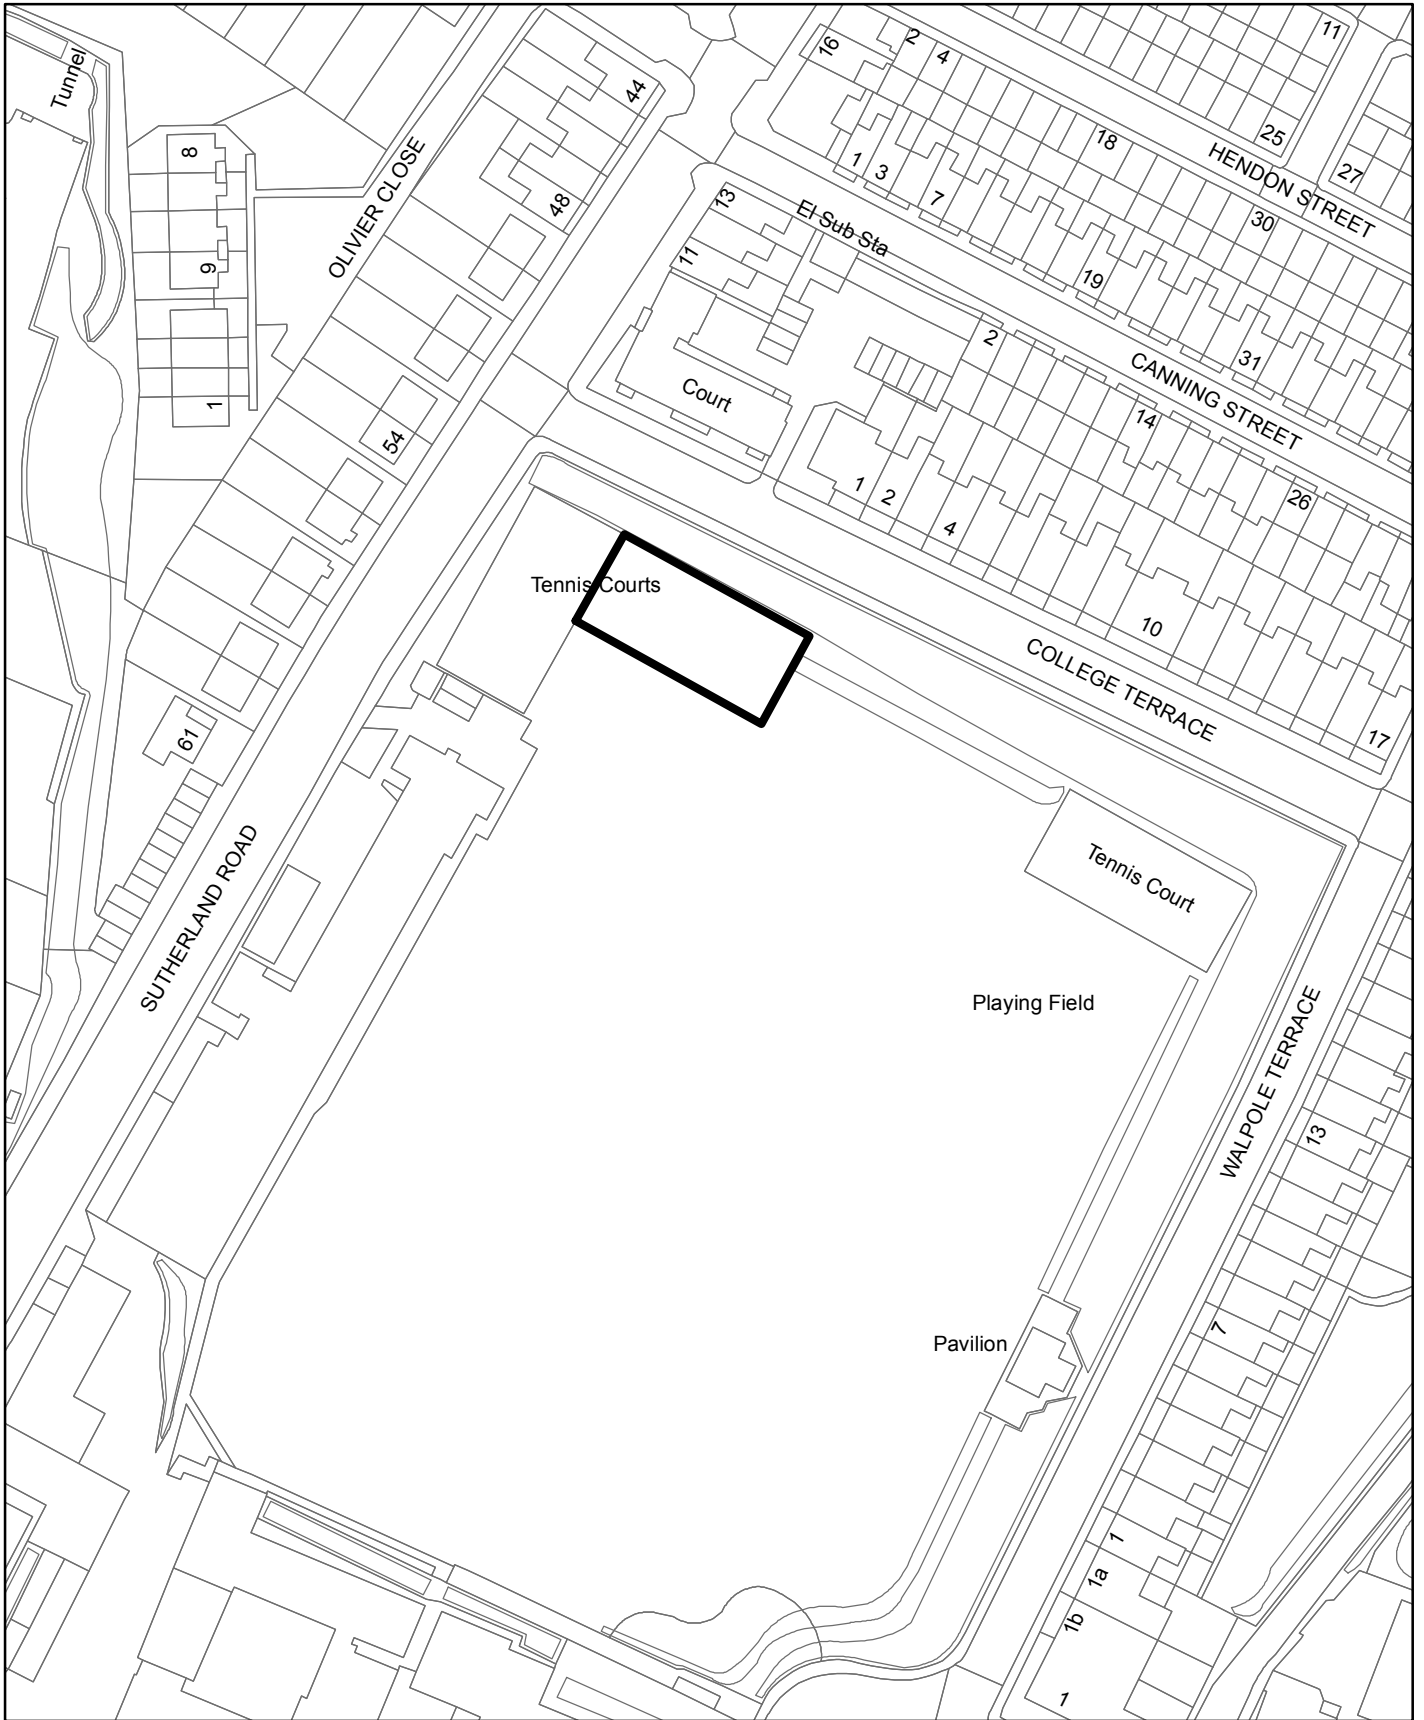 11
16
2
4
Tunnel
44
18
25
HENDON STREET
27
8
OLIVIER CLOSE
1
3
7
48
13
El Sub Sta
30
11
9
19
2
31
CANNING STREET
1
Court
14
54
1
2
4
26
Tennis Courts
10
COLLEGE TERRACE
17
61
SUTHERLAND ROAD
Tennis Court
Playing Field
WALPOLE TERRACE
13
7
Pavilion
1
1a
1b
1